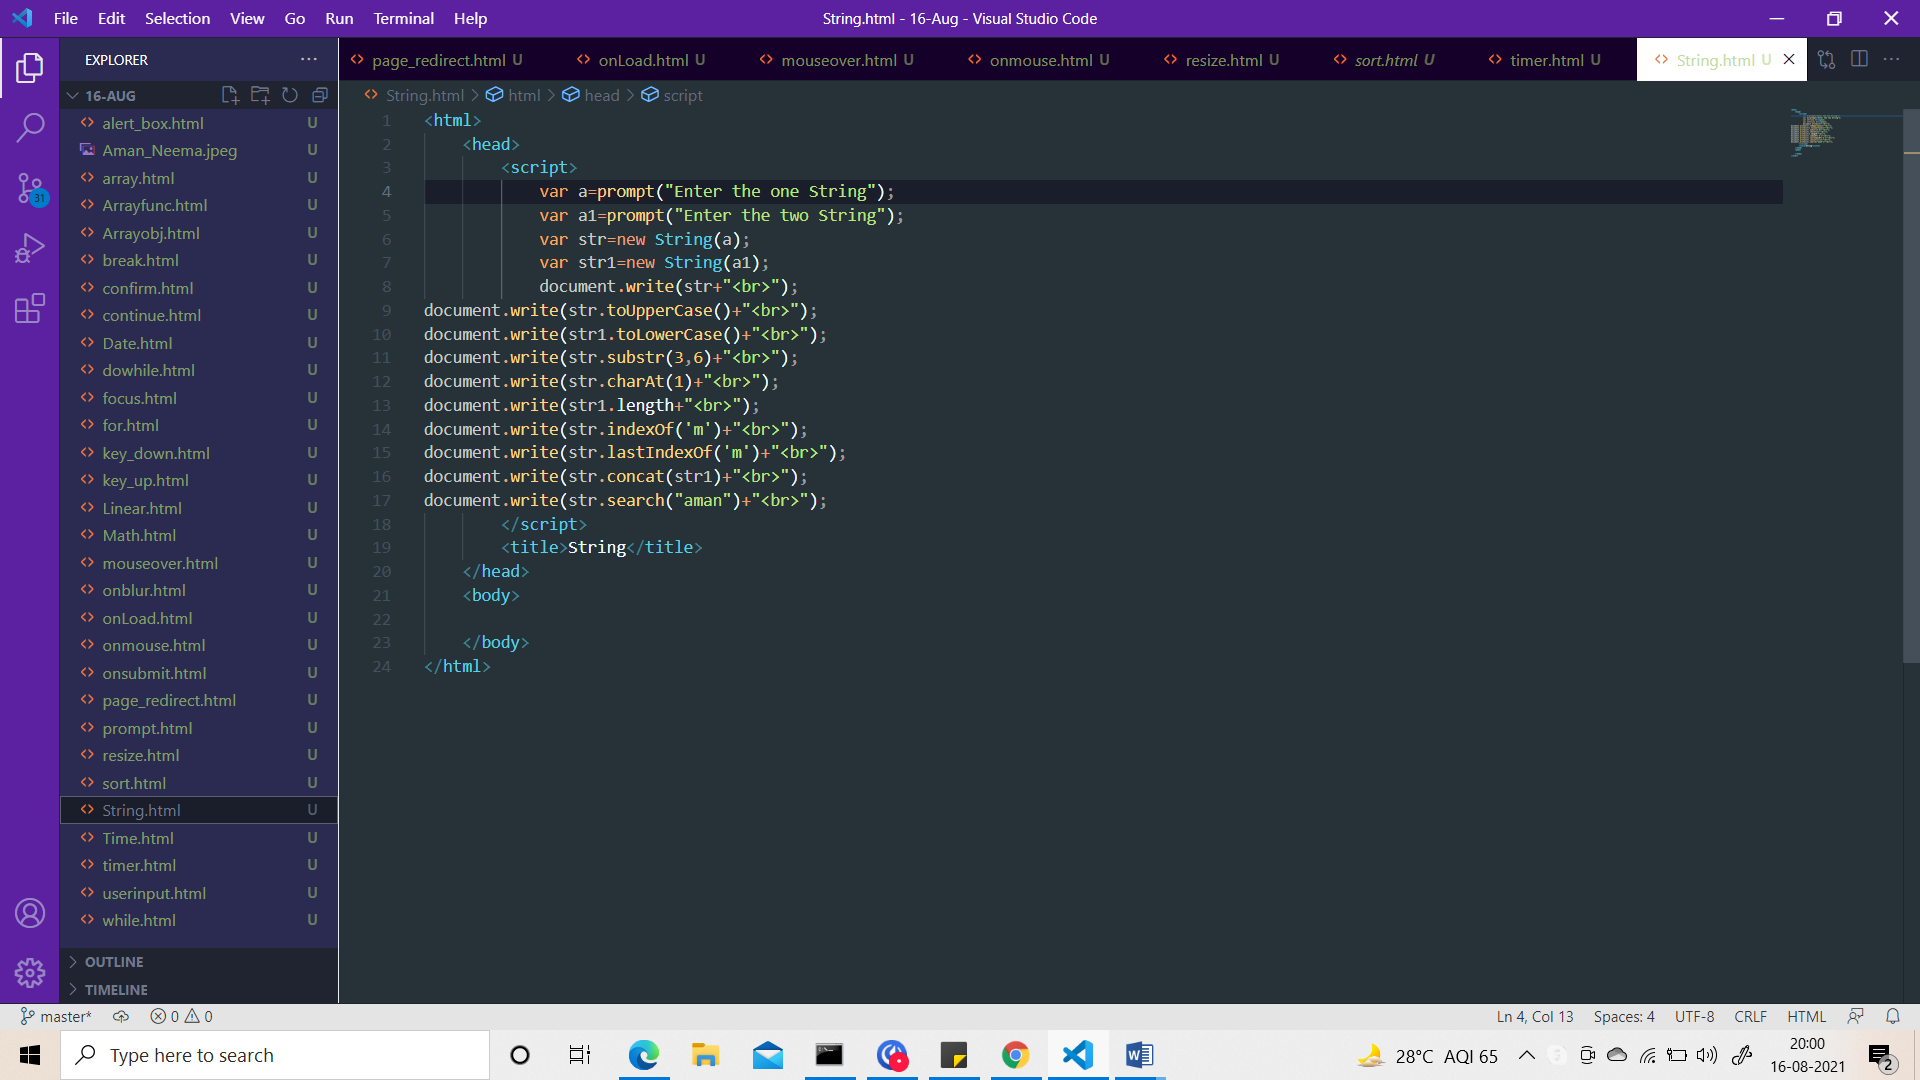 File Edit Selection View Go Run Terminal Help
String.html - 16-Aug - Visual Studio Code
EXPLORER
page_redirect.html U
onLoad.html U
mouseover.html U
onmouse.html U
resize.html U
sort.html U
timer.html U
String.html U
16-AUG
String.html > html > head > script
alert_box.html U
Aman_Neema.jpeg U
array.html U
31
Arrayfunc.html U
Arrayobj.html U
break.html U
confirm.html U
continue.html U
Date.html U
dowhile.html U
focus.html U
for.html U
key_down.html U
key_up.html U
Linear.html U
Math.html U
mouseover.html U
onblur.html U
onLoad.html U
onmouse.html U
onsubmit.html U
page_redirect.html U
prompt.html U
resize.html U
sort.html U
String.html U
Time.html U
timer.html U
userinput.html U
while.html U
OUTLINE
TIMELINE
1 <html>
2 <head>
3 <script>
4 var a=prompt("Enter the one String");
5 var a1=prompt("Enter the two String");
6 var str=new String(a);
7 var str1=new String(a1);
8 document.write(str+"<br>");
9 document.write(str.toUpperCase()+"<br>");
10 document.write(str1.toLowerCase()+"<br>");
11 document.write(str.substr(3,6)+"<br>");
12 document.write(str.charAt(1)+"<br>");
13 document.write(str1.length+"<br>");
14 document.write(str.indexOf('m')+"<br>");
15 document.write(str.lastIndexOf('m')+"<br>");
16 document.write(str.concat(str1)+"<br>");
17 document.write(str.search("aman")+"<br>");
18 </script>
19 <title>String</title>
20 </head>
21 <body>
22
23 </body>
24 </html>
master* 0 0
Ln 4, Col 13 Spaces: 4 UTF-8 CRLF HTML
Type here to search
28°C AQI 65
20:00
16-08-2021
2